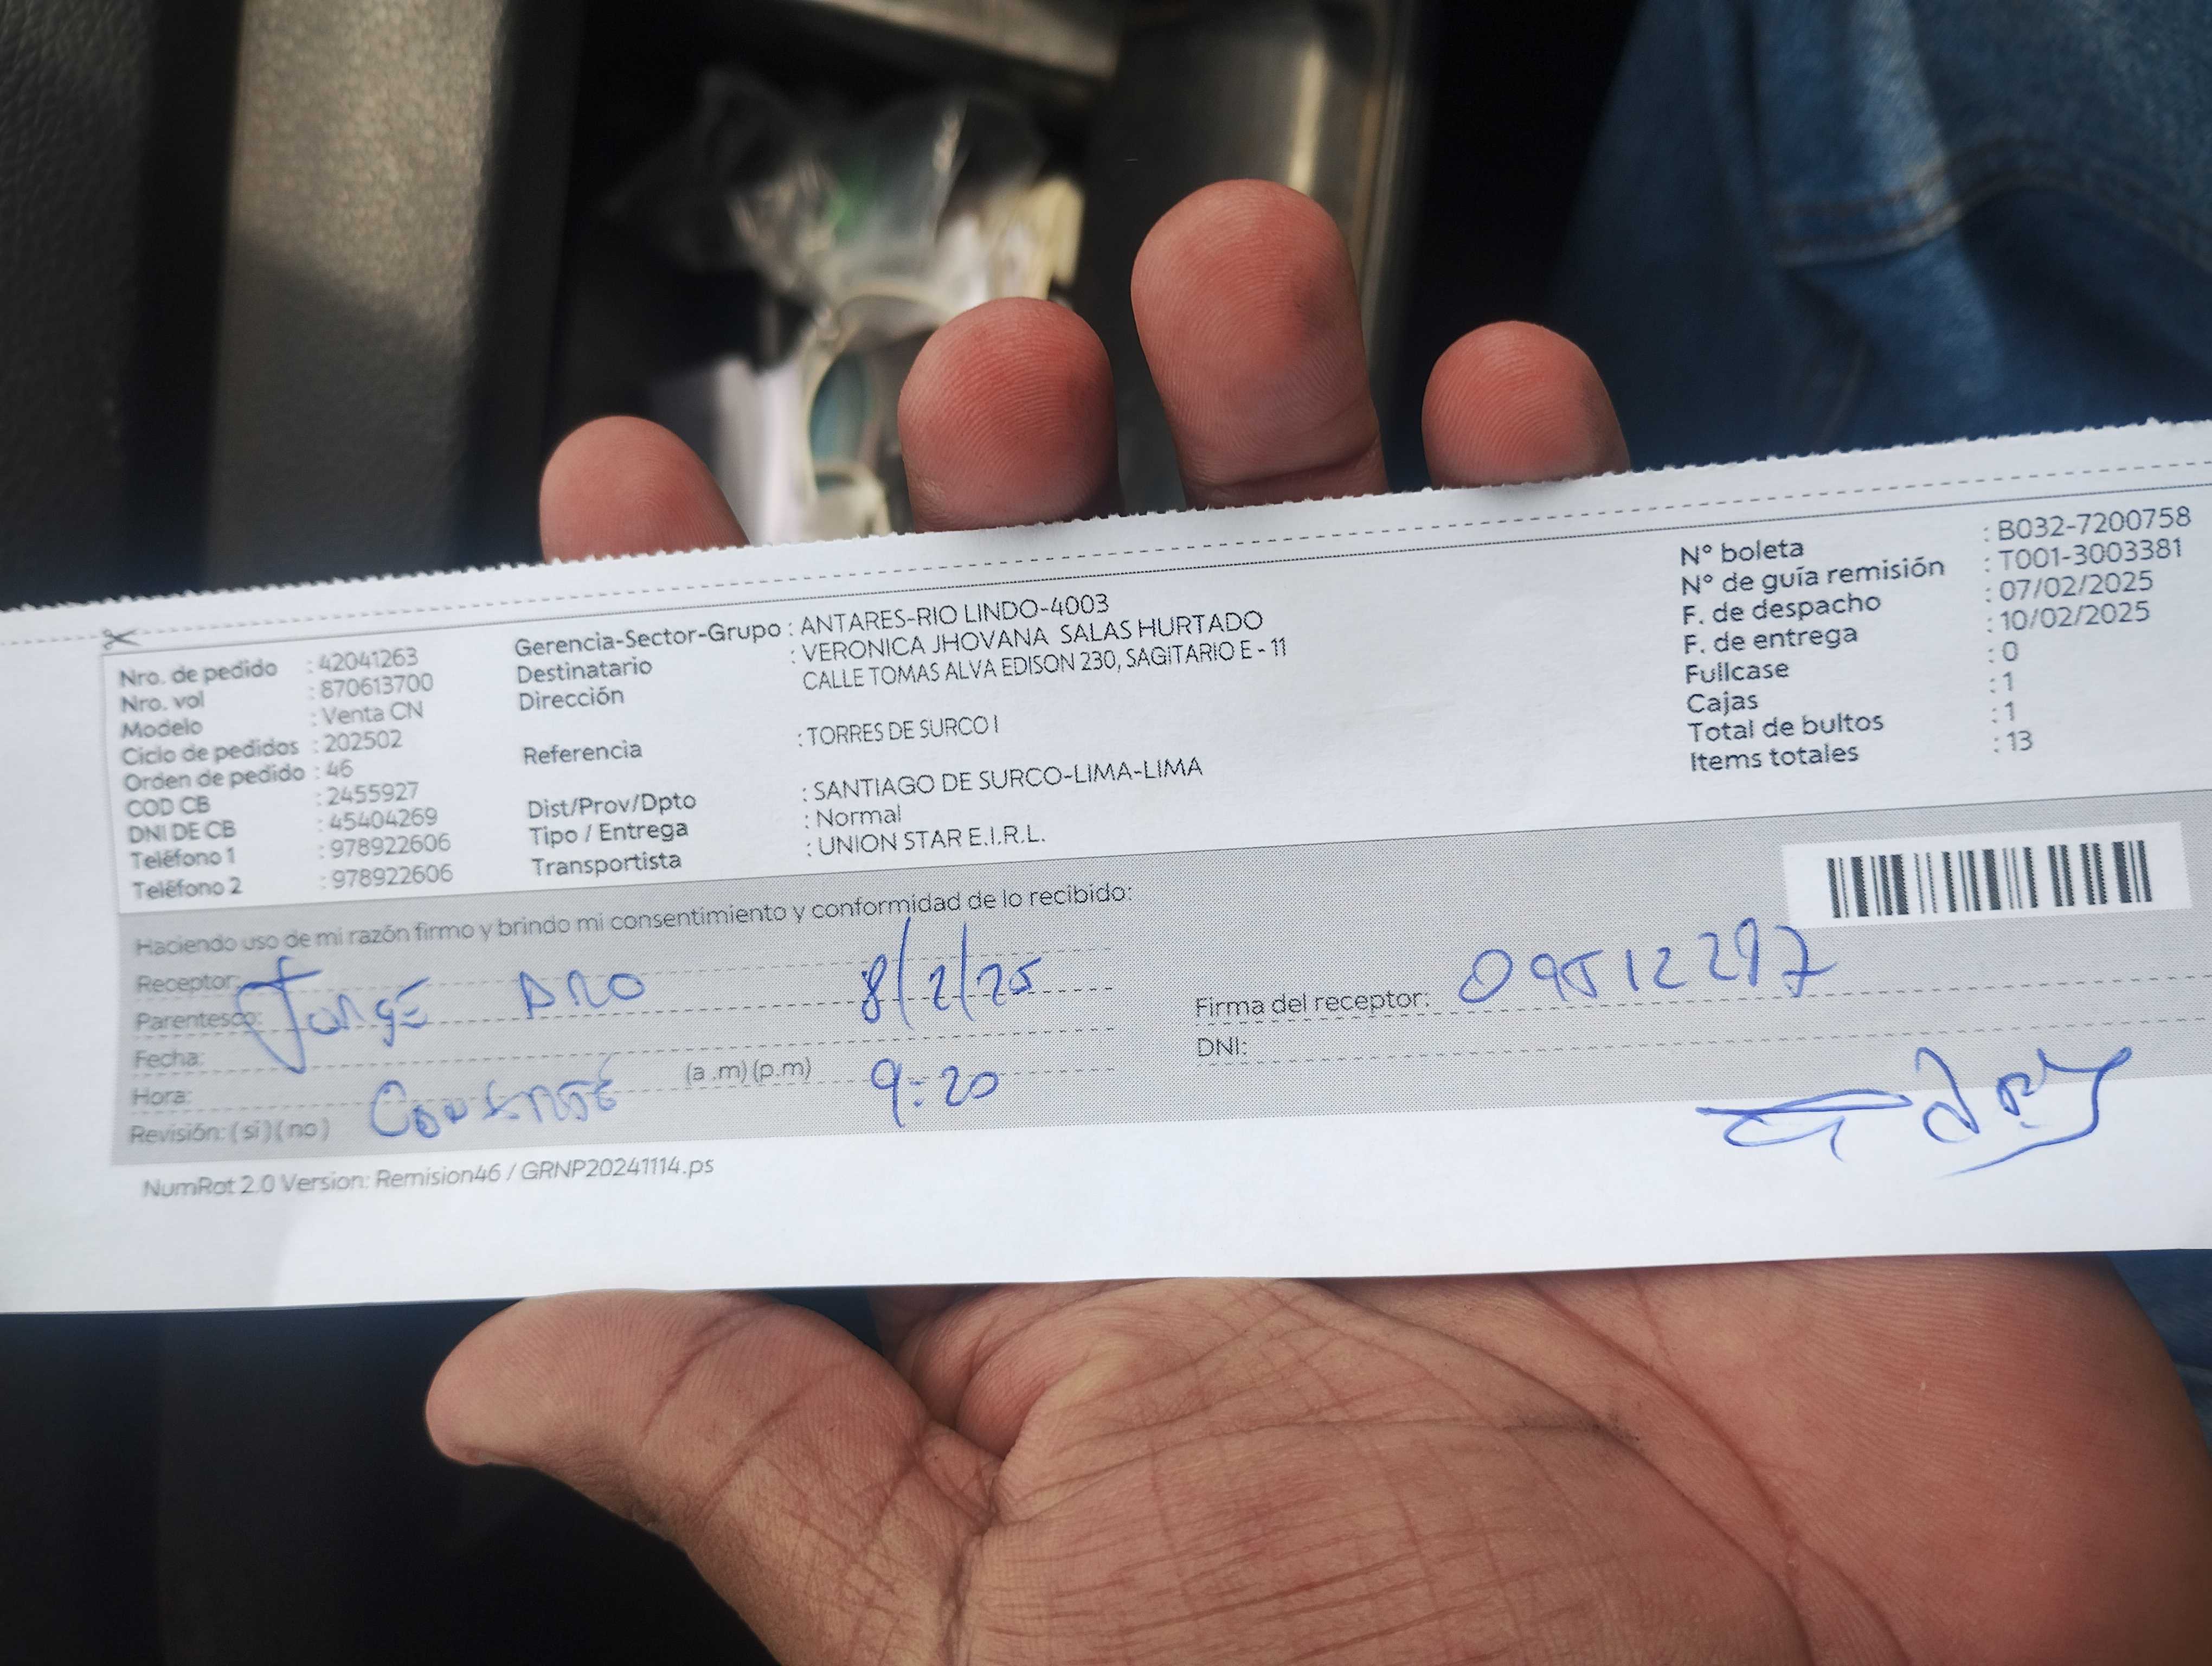 Nro. de pedido : 42041263
Nro. vol : 870613700
Modelo : Venta CN
Ciclo de pedidos : 202502
Orden de pedido : 46
COD CB : 2455927
DNI DE CB : 45404269
Teléfono 1 : 978922606
Teléfono 2 : 978922606
Gerencia-Sector-Grupo : ANTARES-RIO LINDO-4003
Destinatario : VERONICA JHOVANA SALAS HURTADO
Dirección CALLE TOMAS ALVA EDISON 230, SAGITARIO E - 11
Referencia : TORRES DE SURCO I
Dist/Prov/Dpto : SANTIAGO DE SURCO-LIMA-LIMA
Tipo / Entrega : Normal
Transportista : UNION STAR E.I.R.L.
N° boleta : B032-7200758
N° de guía remisión : T001-3003381
F. de despacho : 07/02/2025
F. de entrega : 10/02/2025
Fullcase : 0
Cajas : 1
Total de bultos : 1
Items totales : 13
Haciendo uso de mi razón firmo y brindo mi consentimiento y conformidad de lo recibido:
Receptor:
Parentesco: JORGE 8/2/25
Fecha:
Hora: (a .m) (p.m) 9:20
Revisión: ( si ) ( no )
Firma del receptor: 09512297
DNI:
NumRot 2.0 Version: Remision46 / GRNP20241114.ps